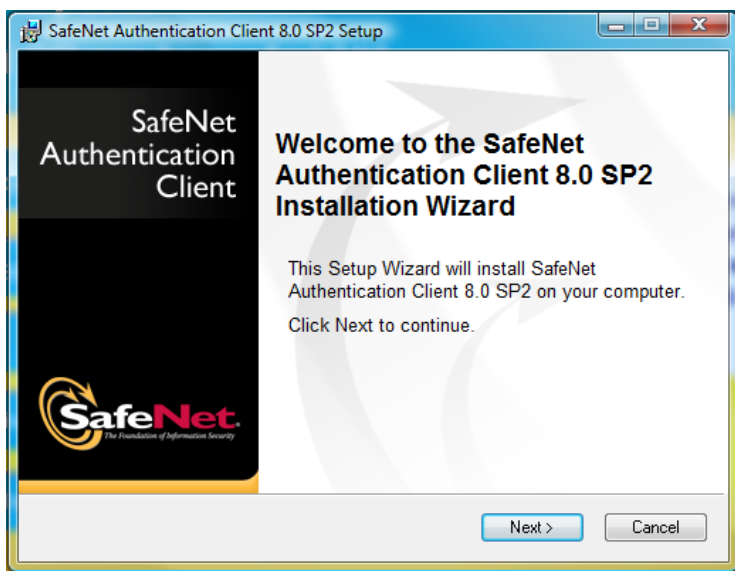 SafeNet Authentication Client 8.0 SP2 Setup
SafeNet
Authentication
Client
Welcome to the SafeNet
Authentication Client 8.0 SP2
Installation Wizard
This Setup Wizard will install SafeNet
Authentication Client 8.0 SP2 on your computer.
Click Next to continue.
SafeNet.
The Foundation of Information Security
Next >
Cancel